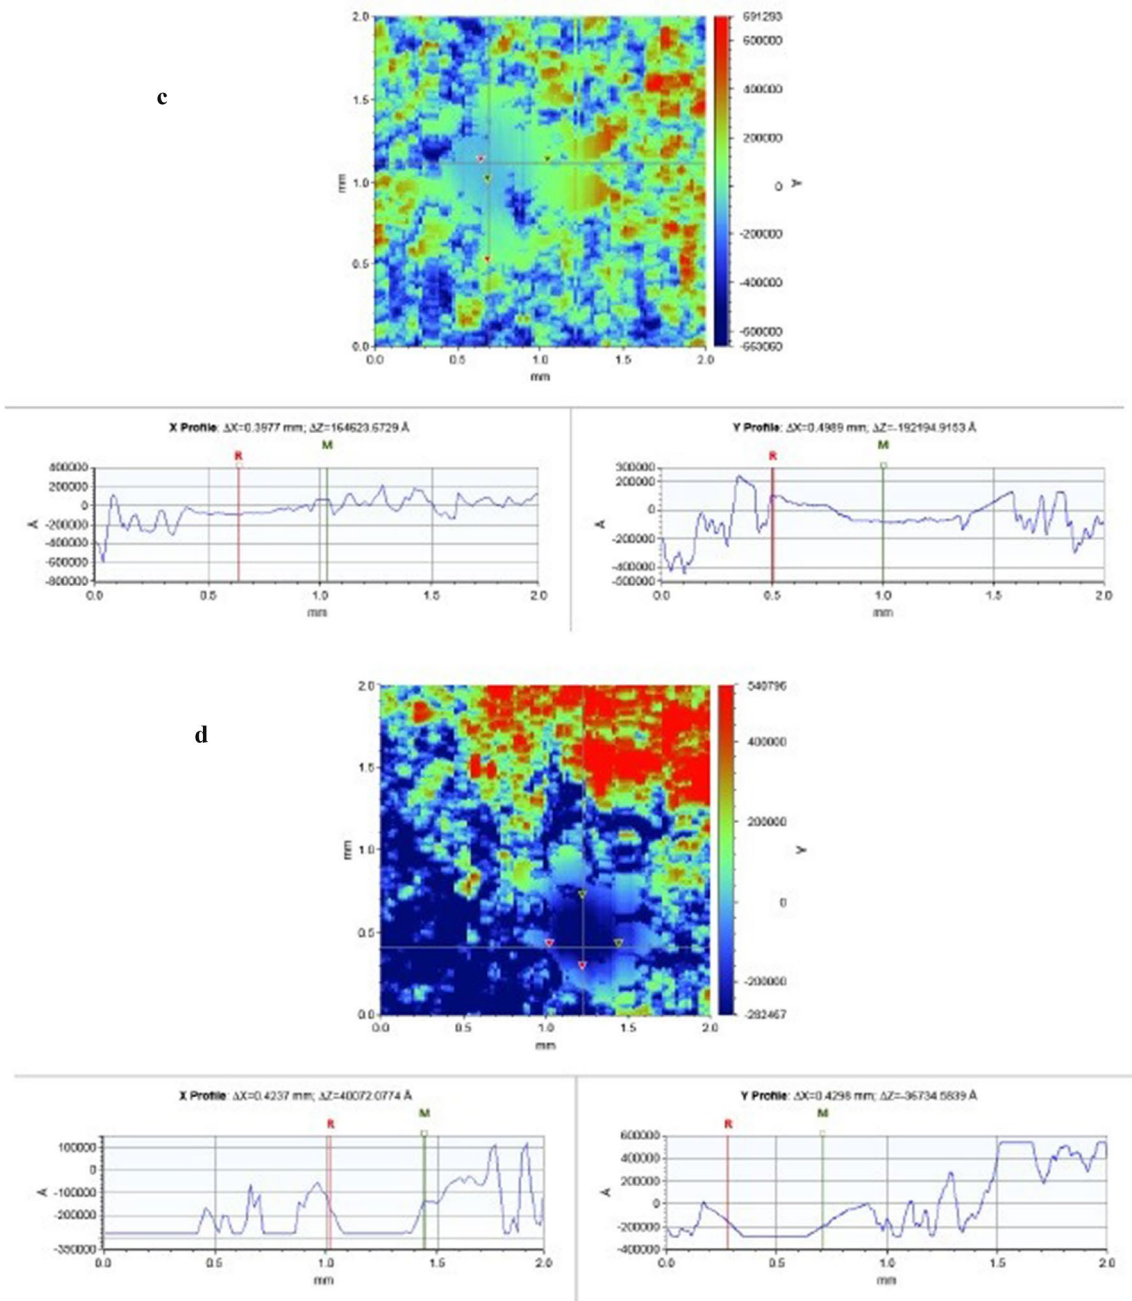 c
2.0
1.5
1.0
0.5
0.0
mm
0.0 0.5 1.0 1.5 2.0
mm
691293
600000
400000
200000
0
-200000
-400000
-600000
-663060
Å
X Profile: ΔX=0.3977 mm; ΔZ=164623.6729 Å
R M
400000
200000
0
-200000
-400000
-600000
-800000
Å
0.0 0.5 1.0 1.5 2.0
mm
Y Profile: ΔX=0.4989 mm; ΔZ=-192194.9153 Å
R M
300000
200000
0
-200000
-400000
-500000
Å
0.0 0.5 1.0 1.5 2.0
mm
d
2.0
1.5
1.0
0.5
0.0
mm
0.0 0.5 1.0 1.5 2.0
mm
540796
400000
200000
0
-200000
-282467
Å
X Profile: ΔX=0.4237 mm; ΔZ=40072.0774 Å
R M
100000
0
-100000
-200000
-350000
Å
0.0 0.5 1.0 1.5 2.0
mm
Y Profile: ΔX=0.4298 mm; ΔZ=-36734.5839 Å
R M
600000
400000
200000
0
-200000
-400000
Å
0.0 0.5 1.0 1.5 2.0
mm